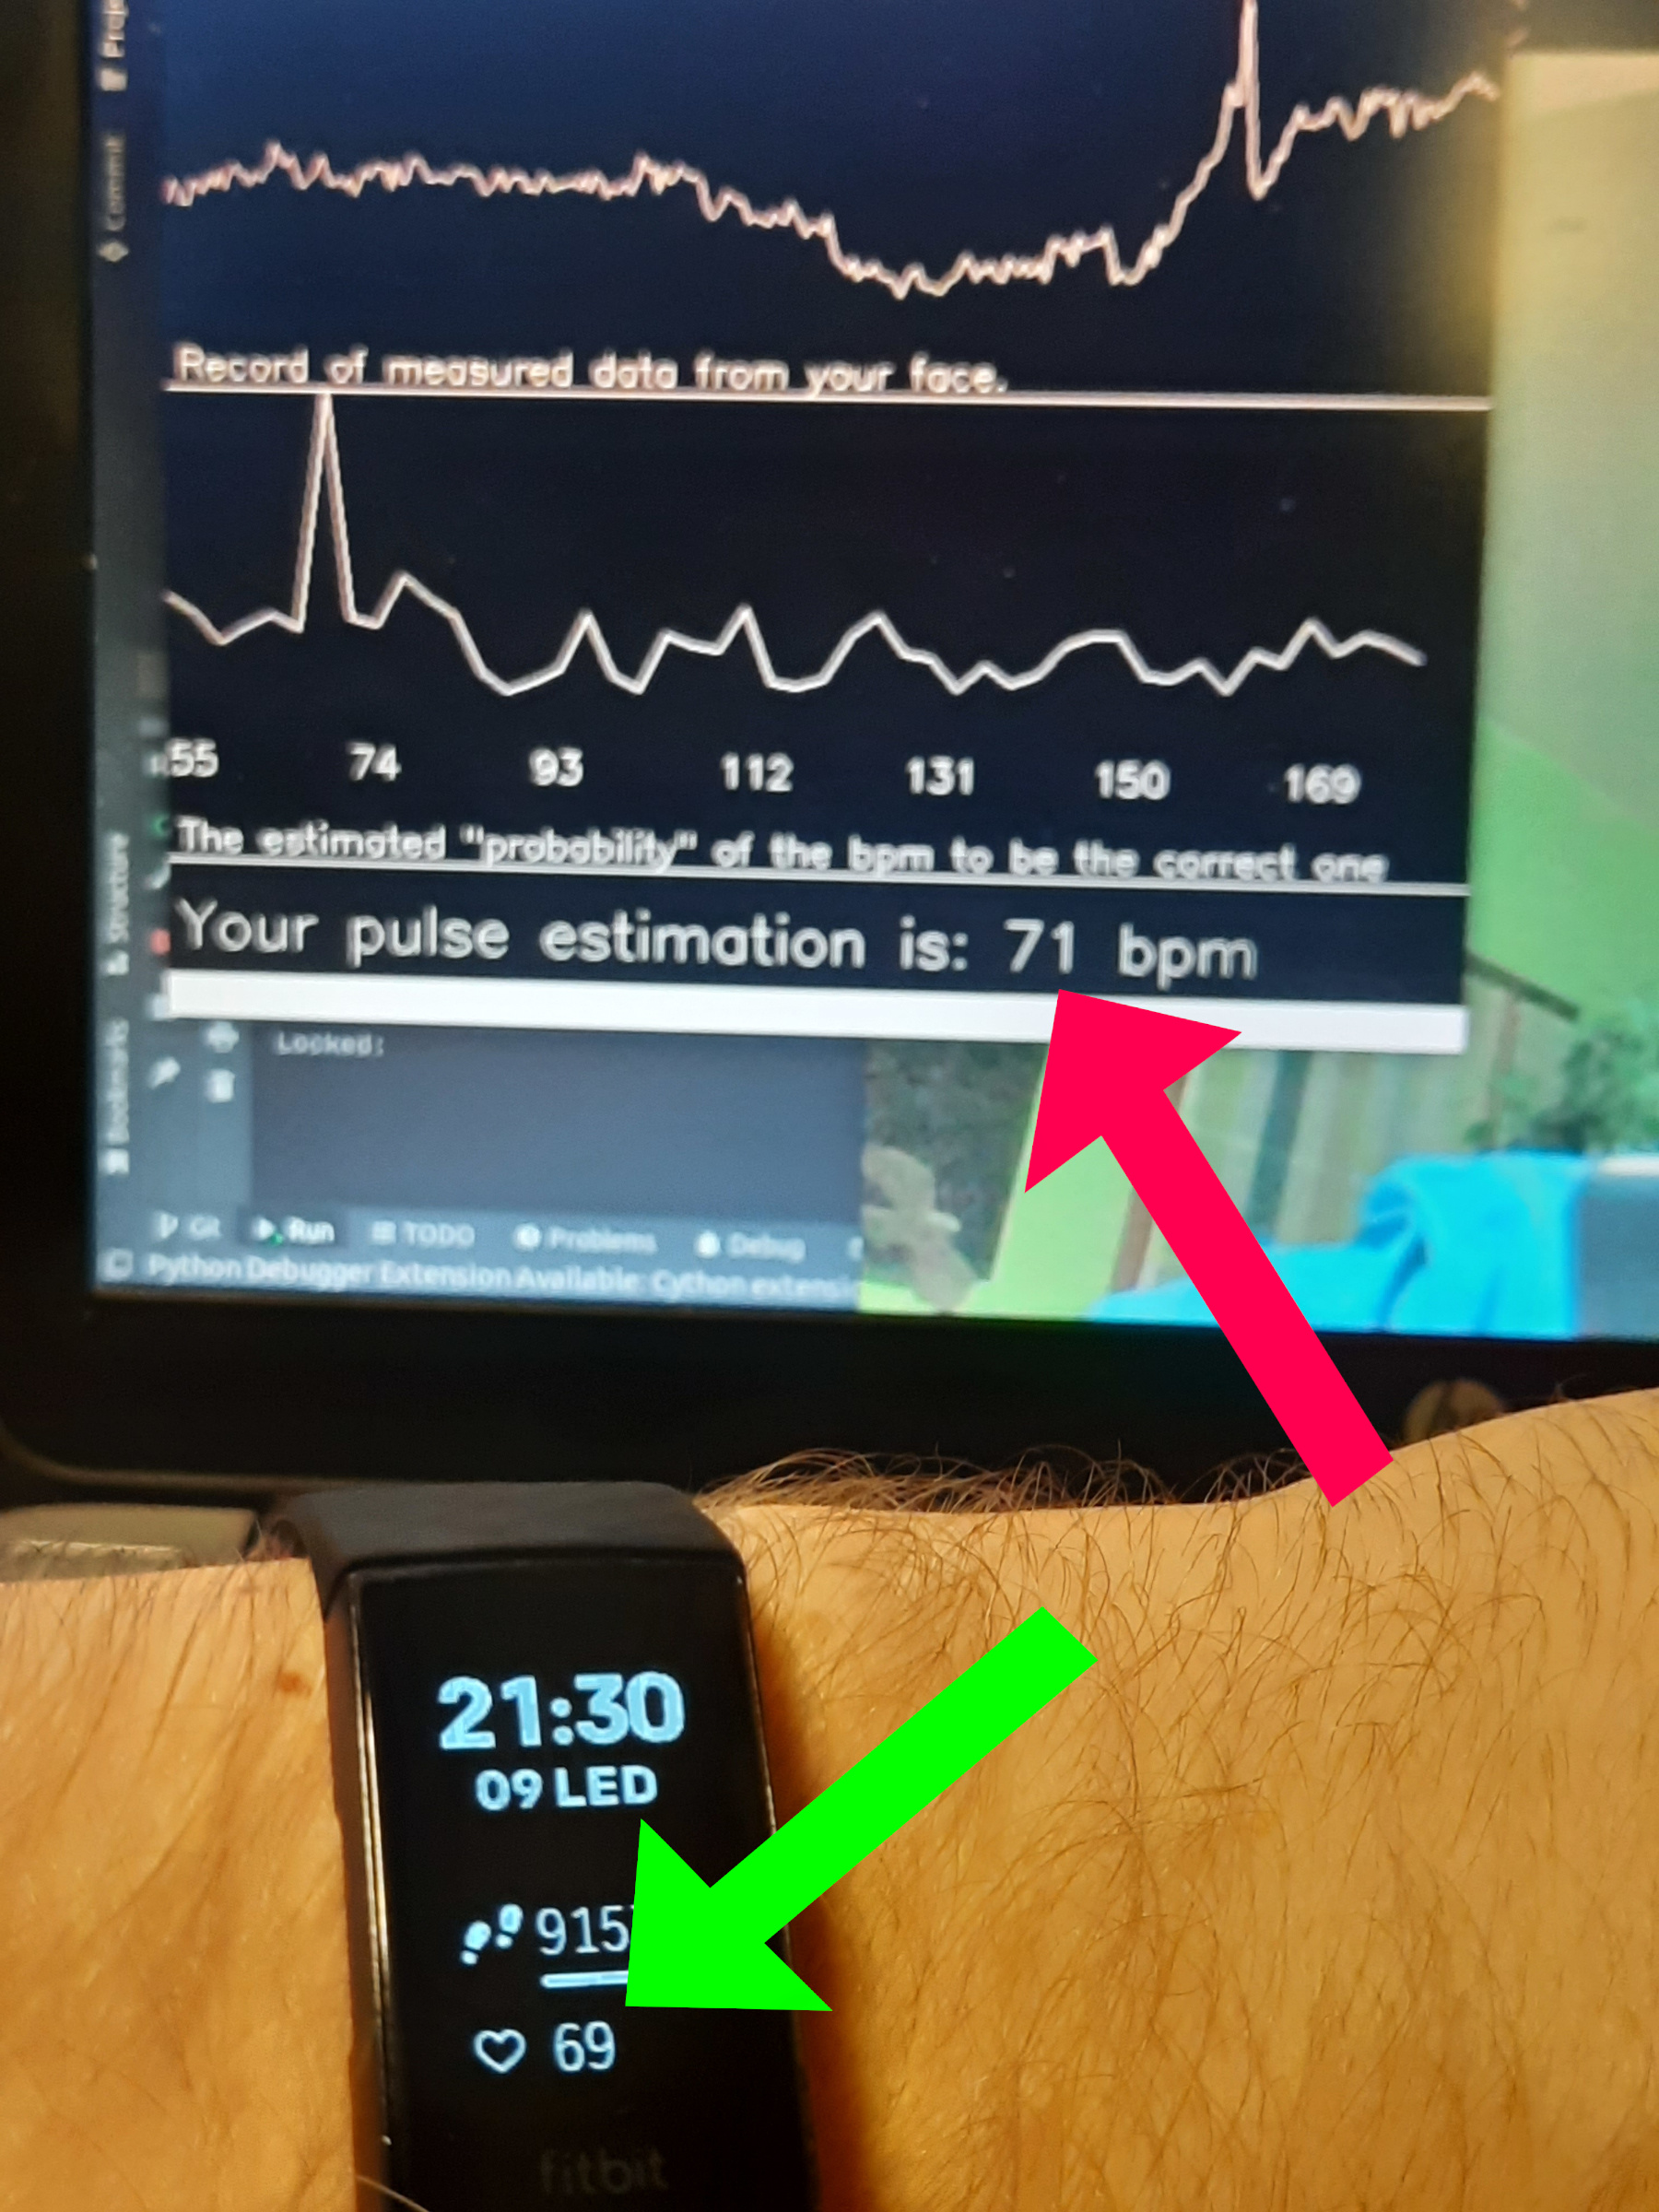 Commit
Record of measured data from your face.
55 74 93 112 131 150 169
The estimated "probability" of the bpm to be the correct one
Your pulse estimation is: 71 bpm
Structure
Bookmarks
Locked:
Git Run TODO Problems Debug
Python Debugger Extension Available: Cython
21:30
09 LED
915
69
fitbit